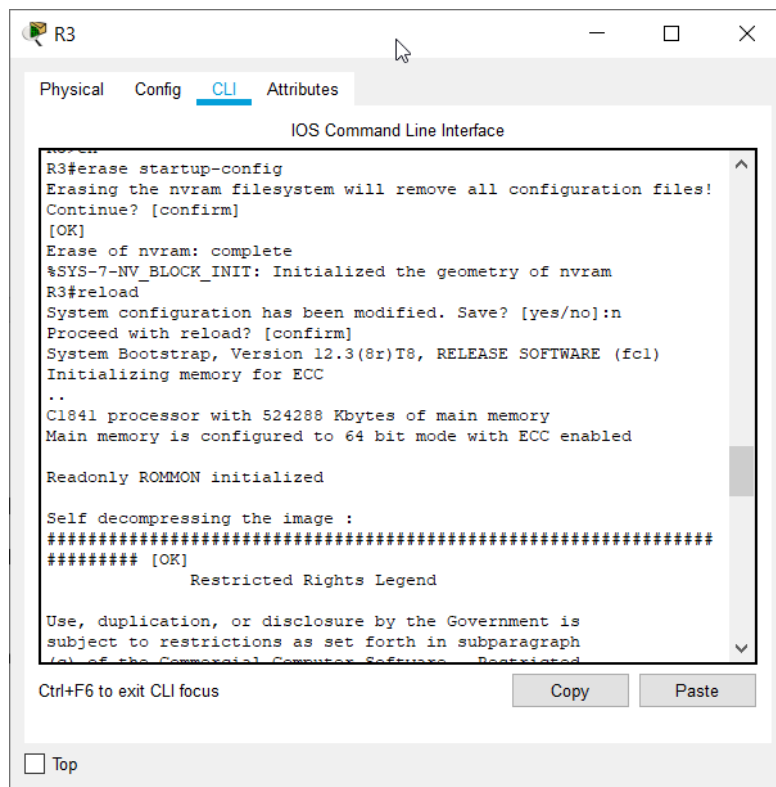 R3
Physical Config CLI Attributes
IOS Command Line Interface
R3#erase startup-config
Erasing the nvram filesystem will remove all configuration files!
Continue? [confirm]
[OK]
Erase of nvram: complete
%SYS-7-NV_BLOCK_INIT: Initialized the geometry of nvram
R3#reload
System configuration has been modified. Save? [yes/no]:n
Proceed with reload? [confirm]
System Bootstrap, Version 12.3(8r)T8, RELEASE SOFTWARE (fc1)
Initializing memory for ECC
..
C1841 processor with 524288 Kbytes of main memory
Main memory is configured to 64 bit mode with ECC enabled
Readonly ROMMON initialized
Self decompressing the image :
#################################################################
######### [OK]
Restricted Rights Legend
Use, duplication, or disclosure by the Government is
subject to restrictions as set forth in subparagraph
of the Commercial Computer Software
Ctrl+F6 to exit CLI focus
Copy Paste
Top